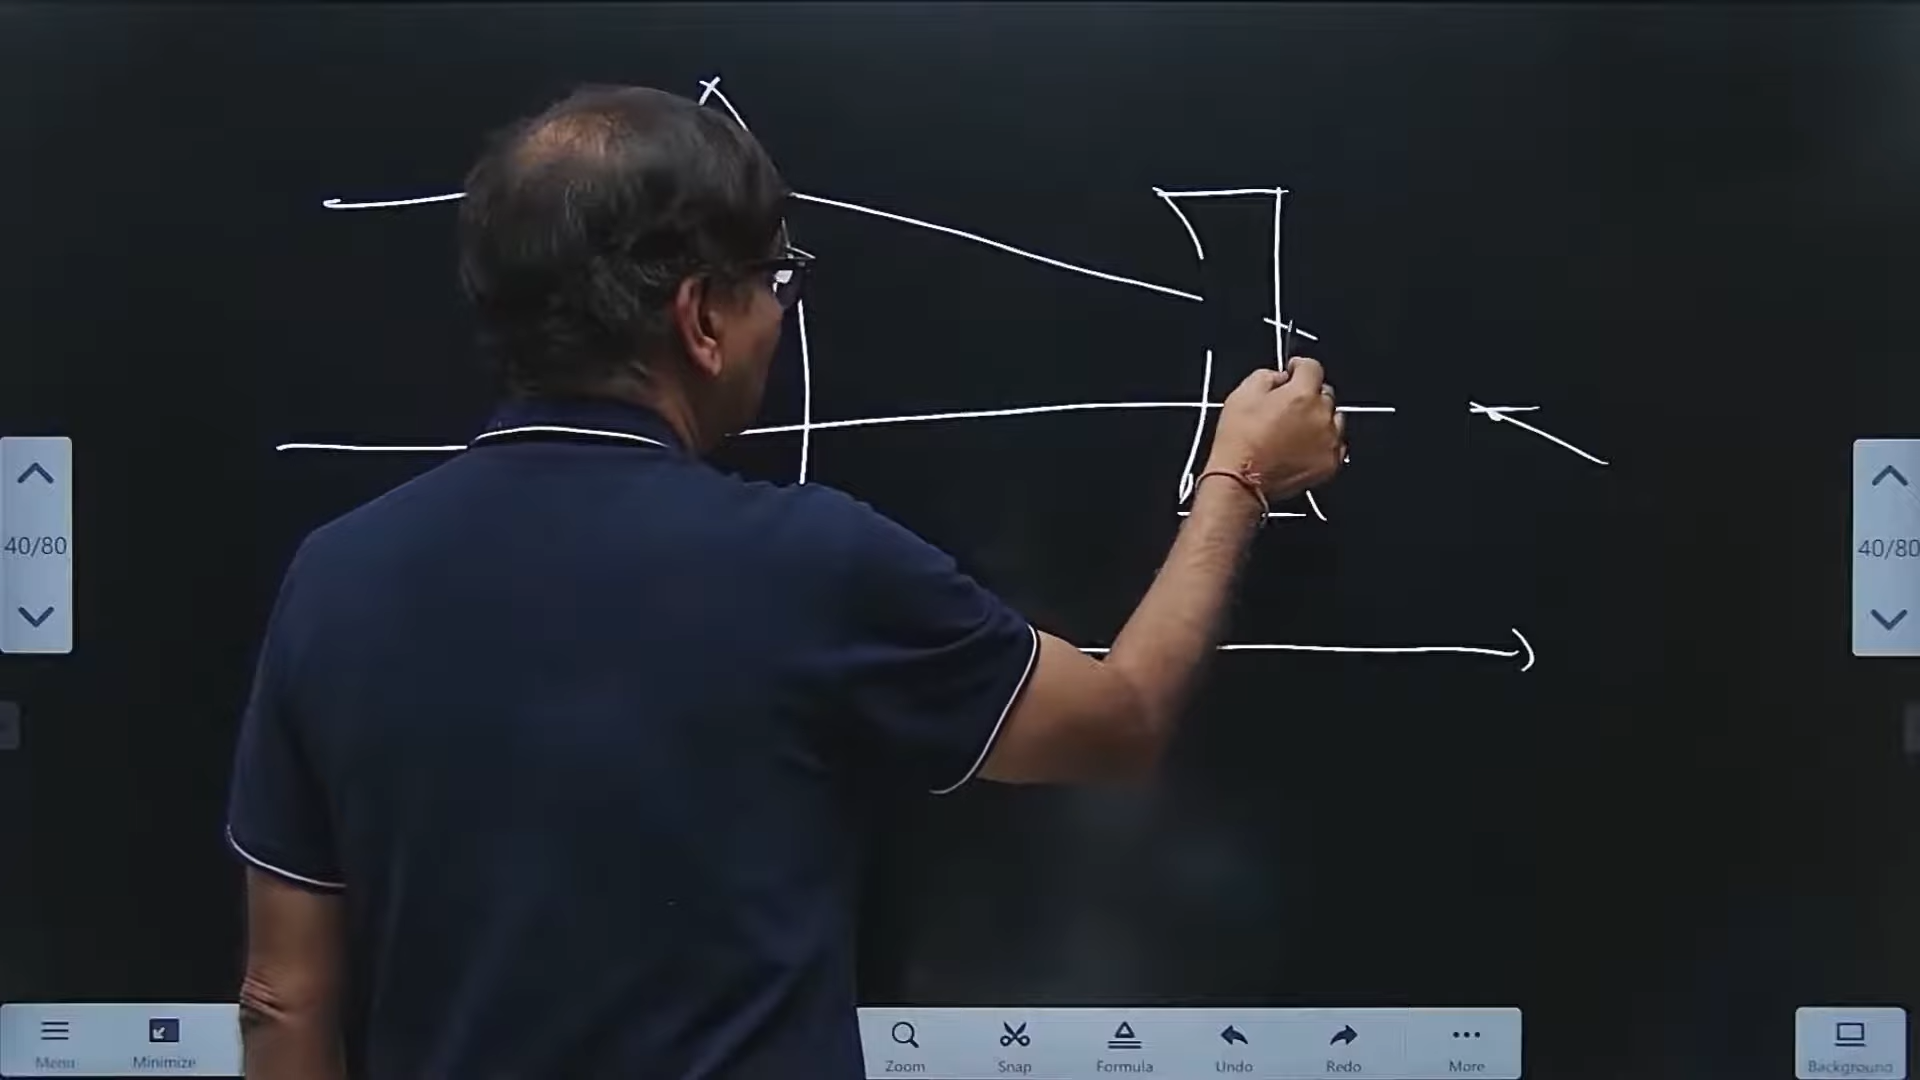 40/80
40/80
Menu
Minimize
Zoom
Snap
Formula
Undo
Redo
More
Background